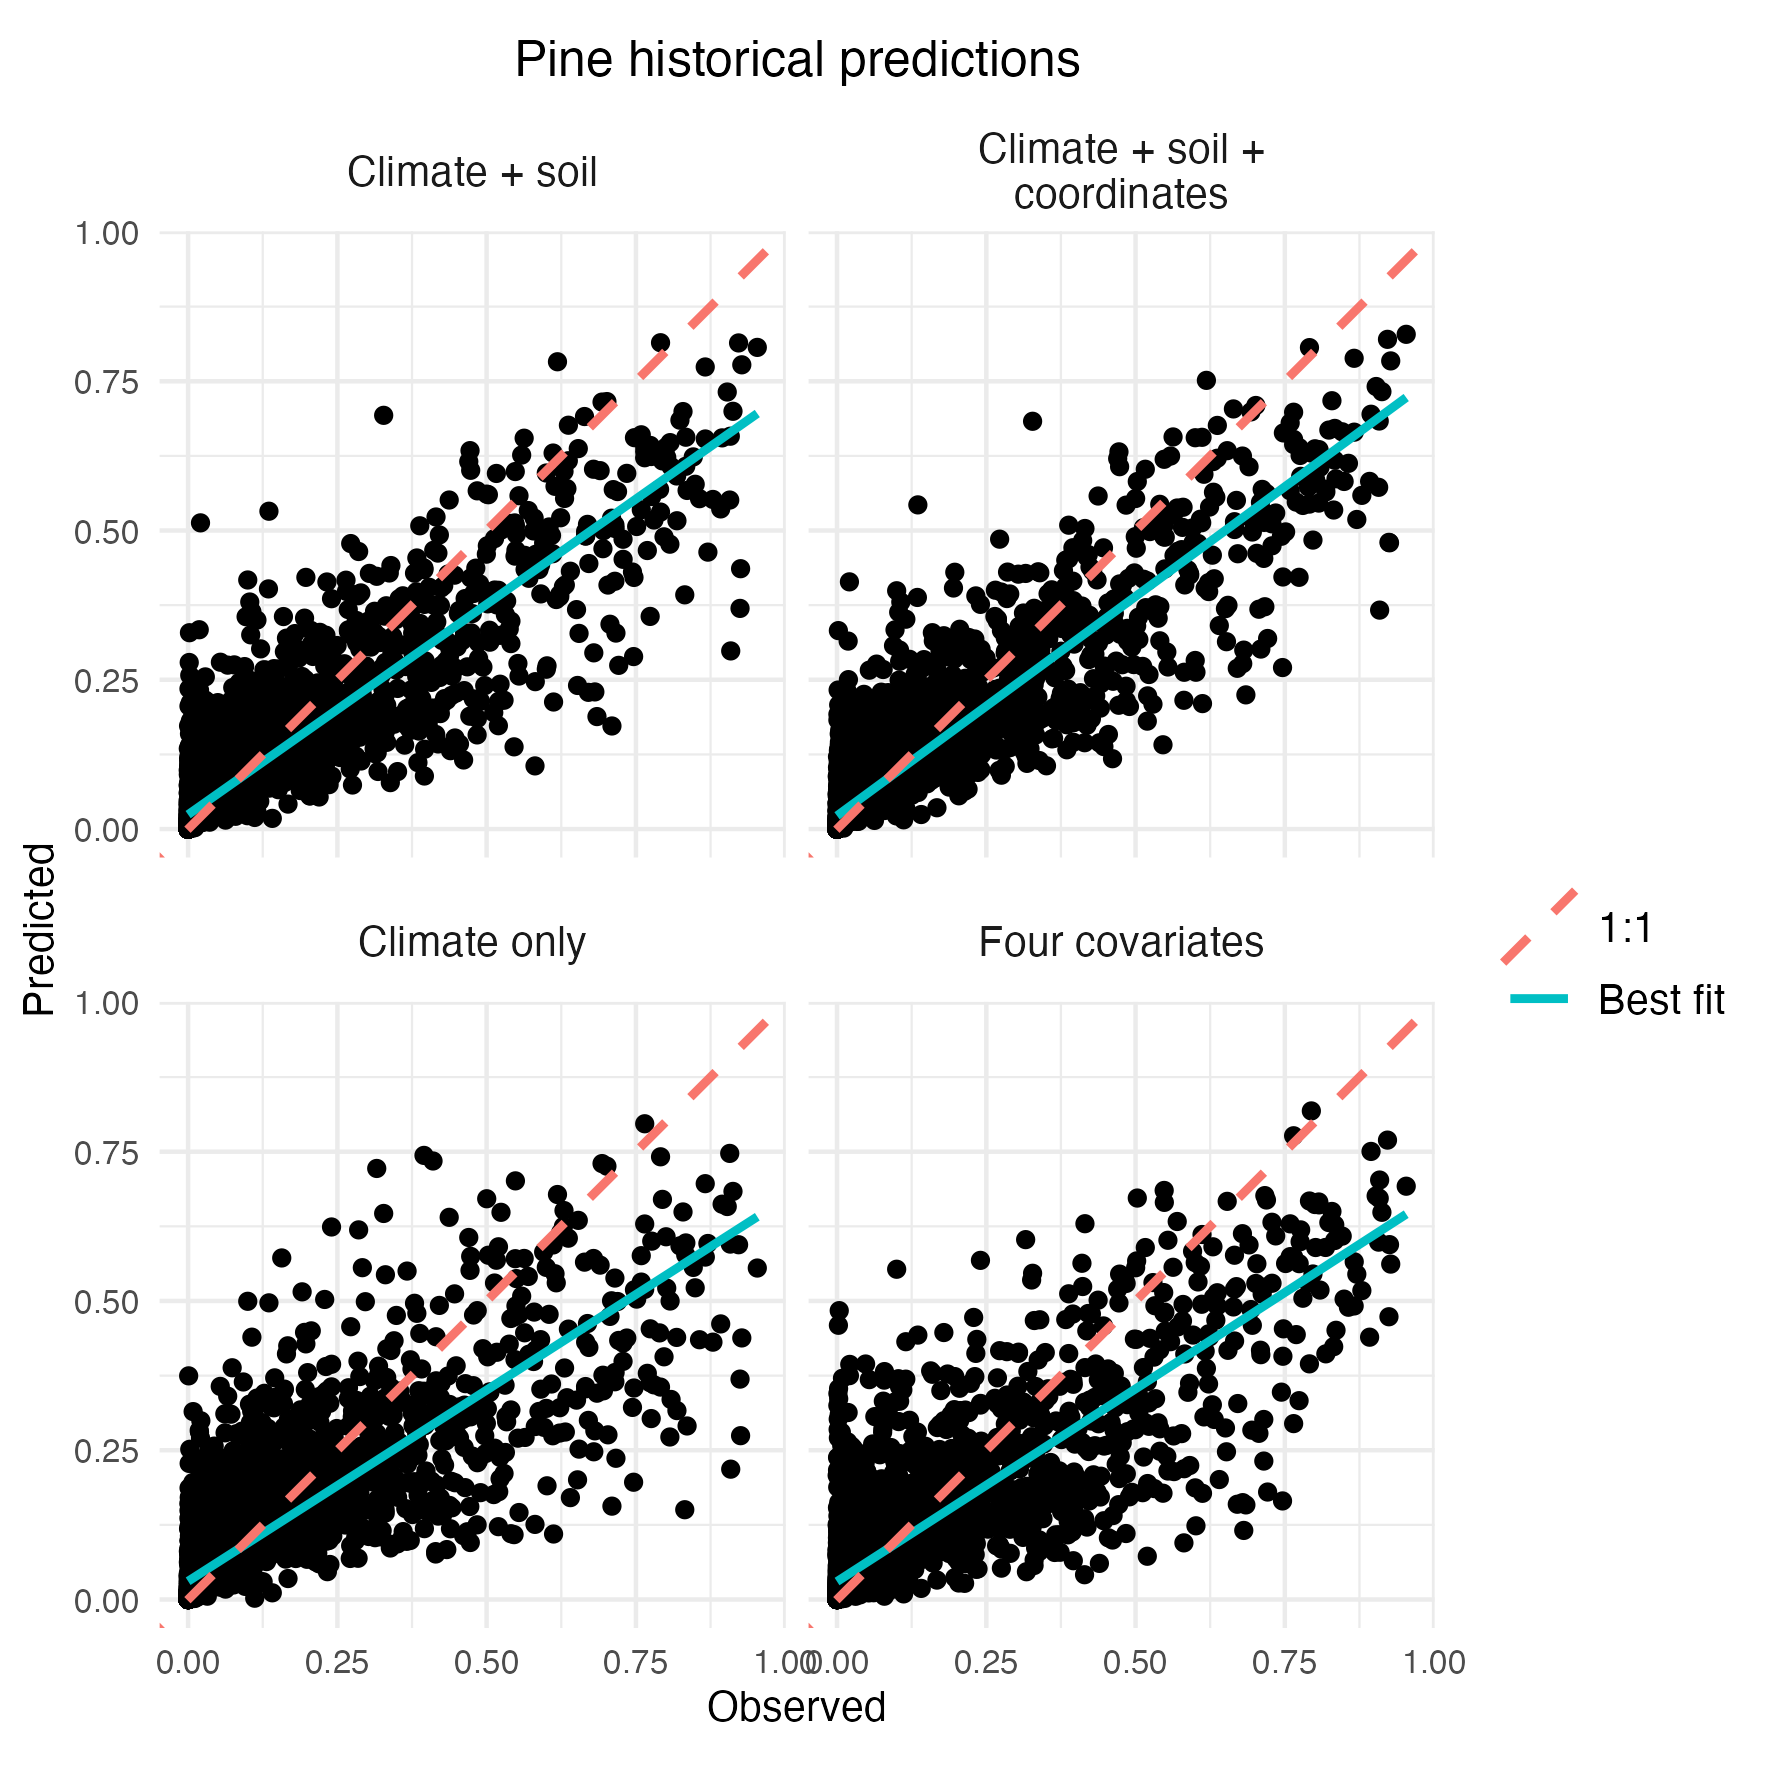 Pine historical predictions
Climate + soil
Climate + soil +
coordinates
1.00
0.75
0.50
0.25
0.00
Climate only
Four covariates
1.00
0.75
0.50
0.25
0.00
0.00 0.25 0.50 0.75 1.00
0.00 0.25 0.50 0.75 1.00
Observed
Predicted
1:1
Best fit